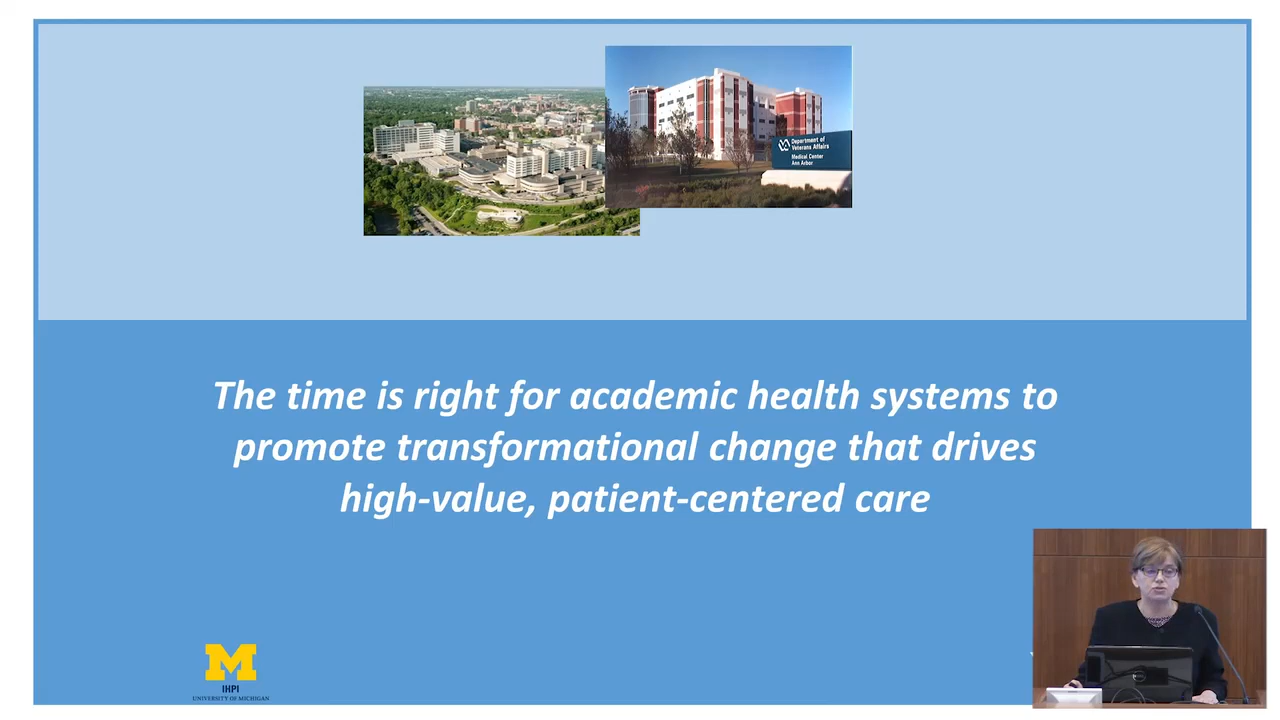 Department of
Veterans Affairs
Medical Center
Ann Arbor
The time is right for academic health systems to
promote transformational change that drives
high-value, patient-centered care
M
IHPI
UNIVERSITY OF MICHIGAN